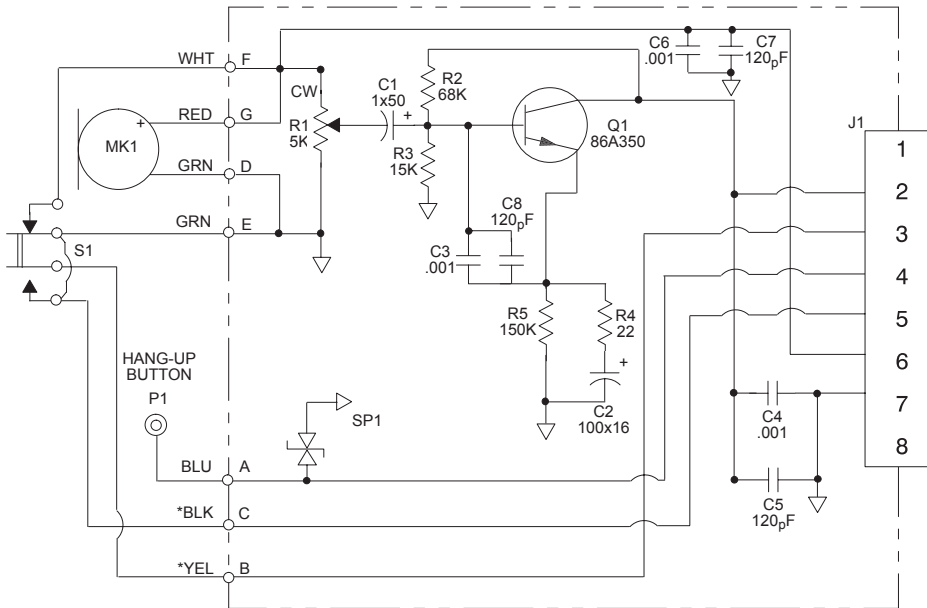 WHT
F
CW
R1
5K
C1
1x50
+
R2
68K
R3
15K
Q1
86A350
C6
.001
C7
120pF
J1
1
2
3
4
5
6
7
8
RED
G
+
MK1
GRN
D
GRN
E
S1
C3
.001
C8
120pF
R5
150K
R4
22
+
C2
100x16
C4
.001
C5
120pF
HANG-UP
BUTTON
P1
SP1
BLU
A
*BLK
C
*YEL
B